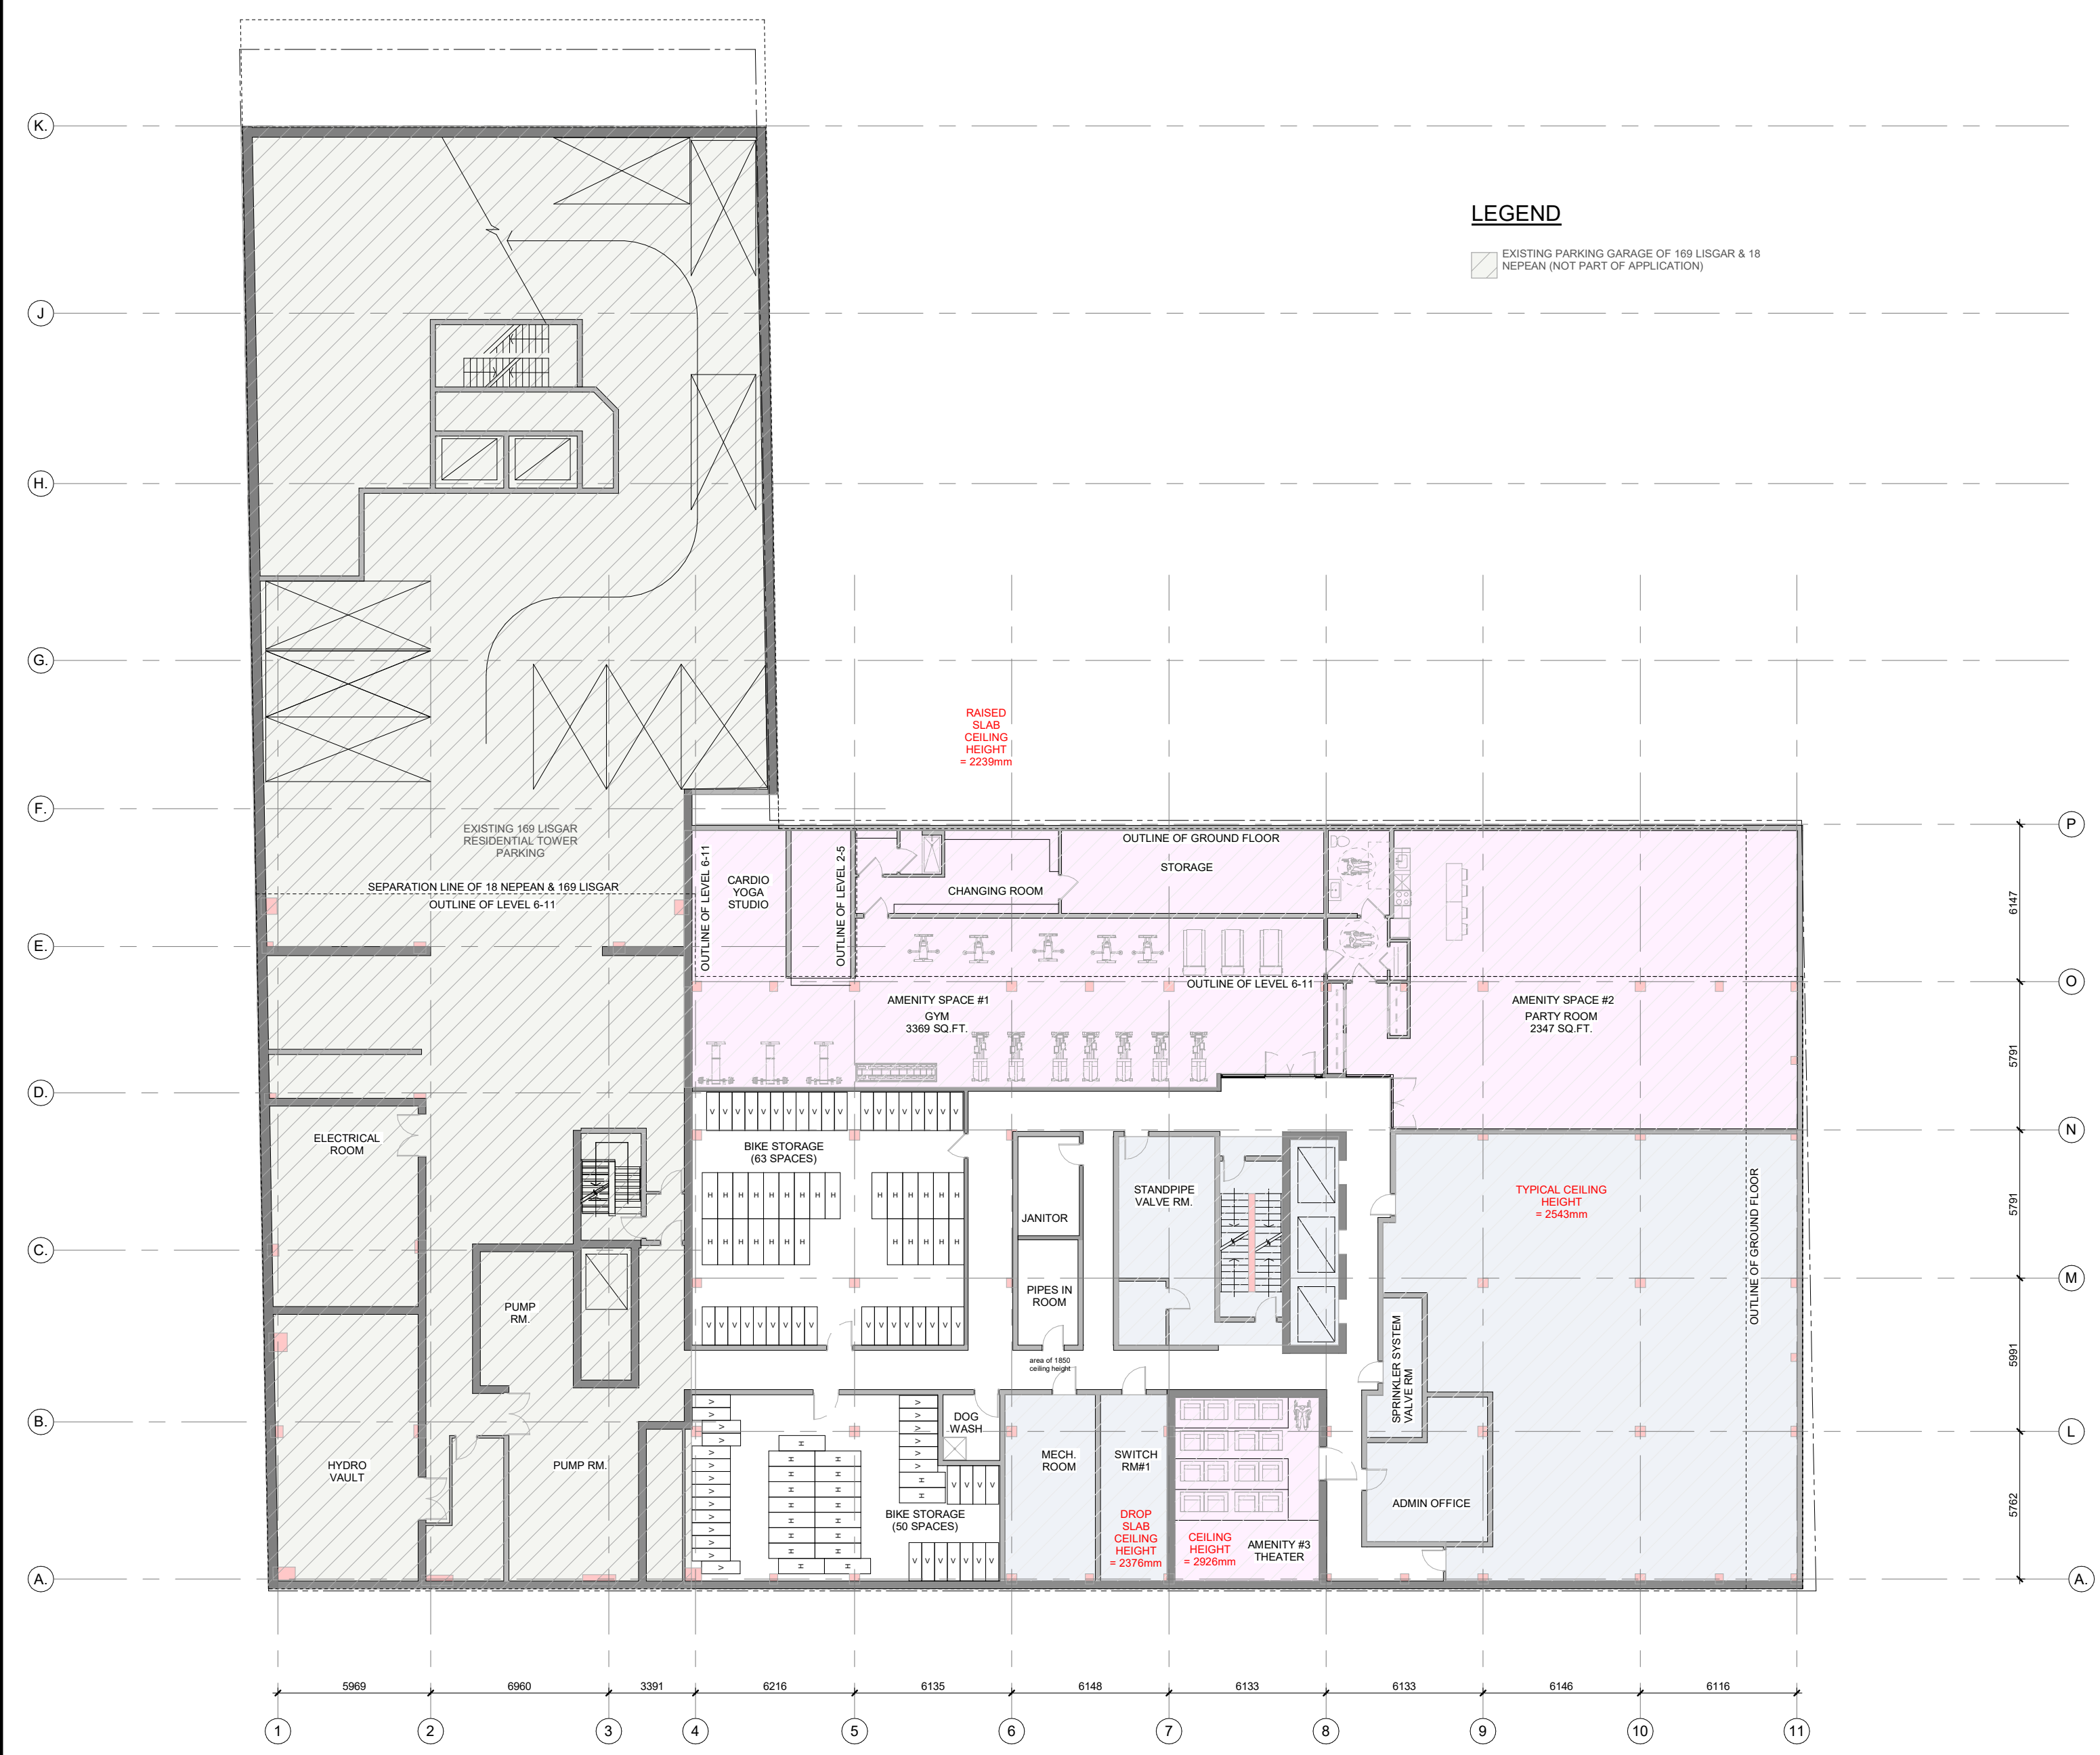 K.
LEGEND
EXISTING PARKING GARAGE OF 169 LISGAR & 18
NEPEAN (NOT PART OF APPLICATION)
J
H.
G.
RAISED
SLAB
CEILING
HEIGHT
= 2239mm
F.
P
EXISTING 169 LISGAR
RESIDENTIAL TOWER
PARKING
SEPARATION LINE OF 18 NEPEAN & 169 LISGAR
OUTLINE OF LEVEL 6-11
OUTLINE OF LEVEL 6-11
CARDIO
YOGA
STUDIO
OUTLINE OF LEVEL 2-5
CHANGING ROOM
OUTLINE OF GROUND FLOOR
STORAGE
6147
E.
O
OUTLINE OF LEVEL 6-11
AMENITY SPACE #1
GYM
3369 SQ.FT.
AMENITY SPACE #2
PARTY ROOM
2347 SQ.FT.
5791
D.
N
V V V V V V V V V V V
V V V V V V V V
ELECTRICAL
ROOM
BIKE STORAGE
(63 SPACES)
H H H H H H H H H
H H H H H H
H H H H H H H
H H H H H
JANITOR
STANDPIPE
VALVE RM.
TYPICAL CEILING
HEIGHT
= 2543mm
OUTLINE OF GROUND FLOOR
5791
C.
M
PUMP
RM.
PIPES IN
ROOM
V V V V V V V V V
V V V V V V V V
area of 1850
ceiling height
SPRINKLER SYSTEM
VALVE RM
5991
B.
L
HYDRO
VAULT
PUMP RM.
V V V V V V V V V V V V V V
H
H H
H H
H H
H H
H H
H H
H H
H H
V V V V V V
H
H
DOG
WASH
V V V V
BIKE STORAGE
(50 SPACES)
V V V V V V V
MECH.
ROOM
SWITCH
RM#1
DROP
SLAB
CEILING
HEIGHT
= 2376mm
CEILING
HEIGHT
= 2926mm
AMENITY #3
THEATER
ADMIN OFFICE
5762
A.
A.
5969 6960 3391 6216 6135 6148 6133 6133 6146 6116
1 2 3 4 5 6 7 8 9 10 11